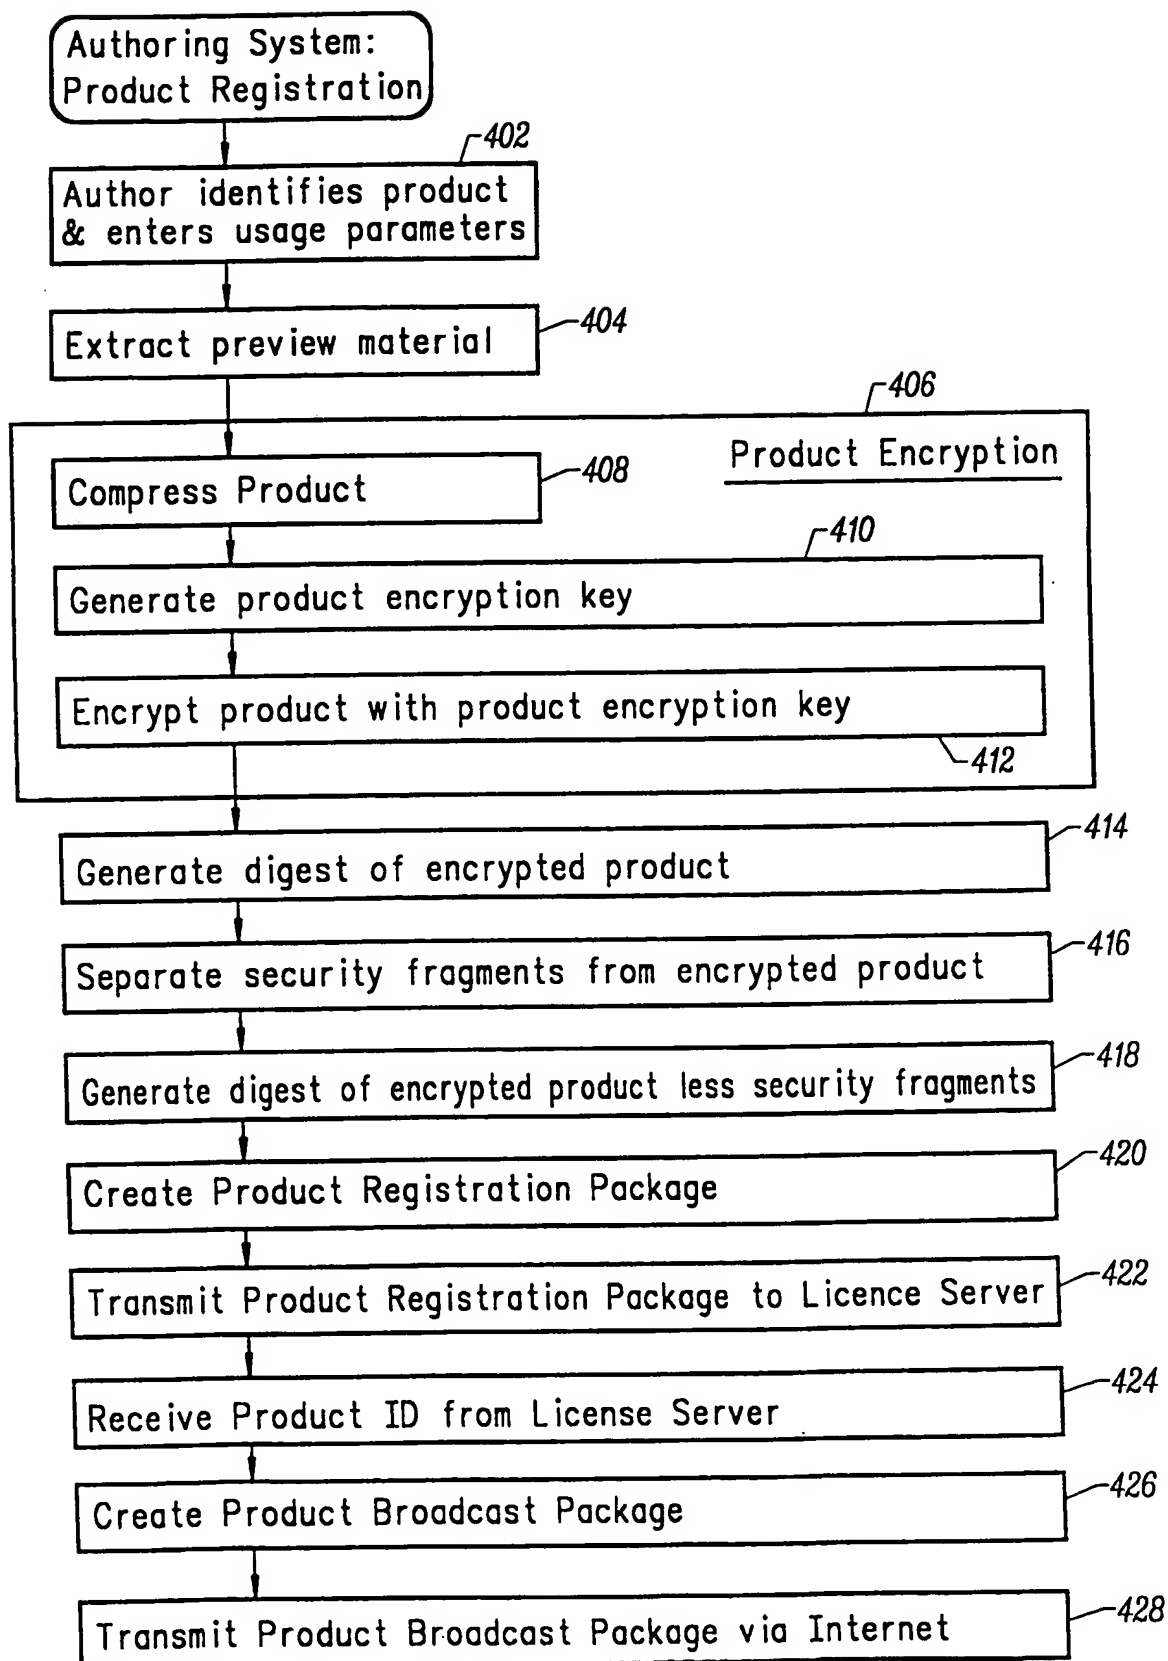 Authoring System:
Product Registration
402
Author identifies product
& enters usage parameters
404
Extract preview material
406
Product Encryption
408
Compress Product
410
Generate product encryption key
Encrypt product with product encryption key
412
414
Generate digest of encrypted product
416
Separate security fragments from encrypted product
418
Generate digest of encrypted product less security fragments
420
Create Product Registration Package
422
Transmit Product Registration Package to Licence Server
424
Receive Product ID from License Server
426
Create Product Broadcast Package
428
Transmit Product Broadcast Package via Internet